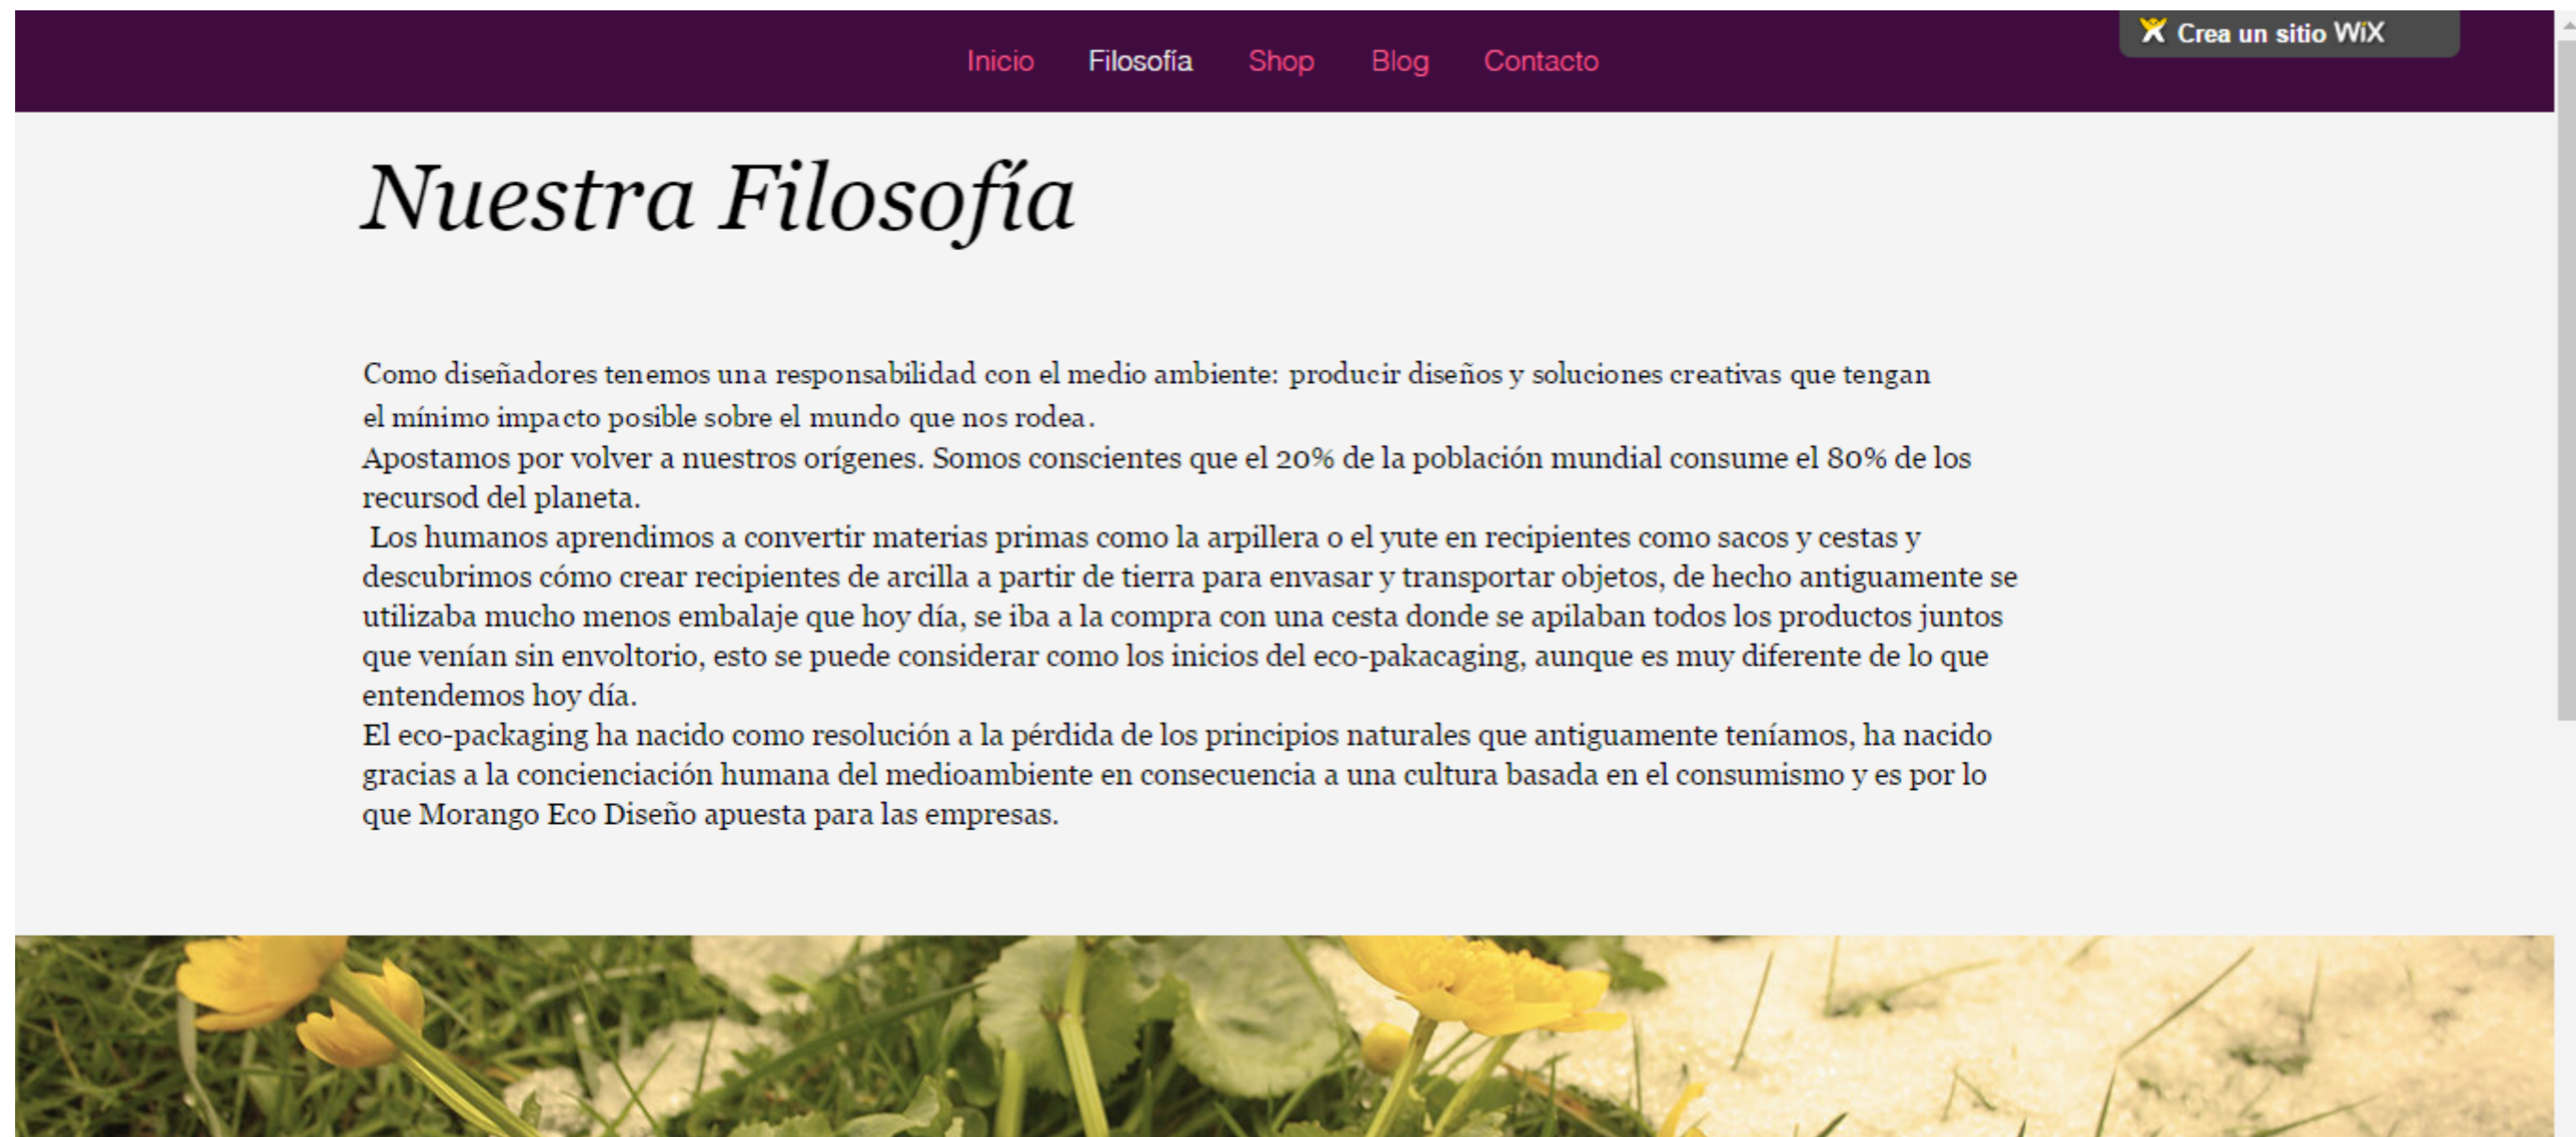 Inicio Filosofía Shop Blog Contacto
Crea un sitio WiX
Nuestra Filosofía
Como diseñadores tenemos una responsabilidad con el medio ambiente: producir diseños y soluciones creativas que tengan
el mínimo impacto posible sobre el mundo que nos rodea.
Apostamos por volver a nuestros orígenes. Somos conscientes que el 20% de la población mundial consume el 80% de los
recursod del planeta.
Los humanos aprendimos a convertir materias primas como la arpillera o el yute en recipientes como sacos y cestas y
descubrimos cómo crear recipientes de arcilla a partir de tierra para envasar y transportar objetos, de hecho antiguamente se
utilizaba mucho menos embalaje que hoy día, se iba a la compra con una cesta donde se apilaban todos los productos juntos
que venían sin envoltorio, esto se puede considerar como los inicios del eco-pakacaging, aunque es muy diferente de lo que
entendemos hoy día.
El eco-packaging ha nacido como resolución a la pérdida de los principios naturales que antiguamente teníamos, ha nacido
gracias a la concienciación humana del medioambiente en consecuencia a una cultura basada en el consumismo y es por lo
que Morango Eco Diseño apuesta para las empresas.